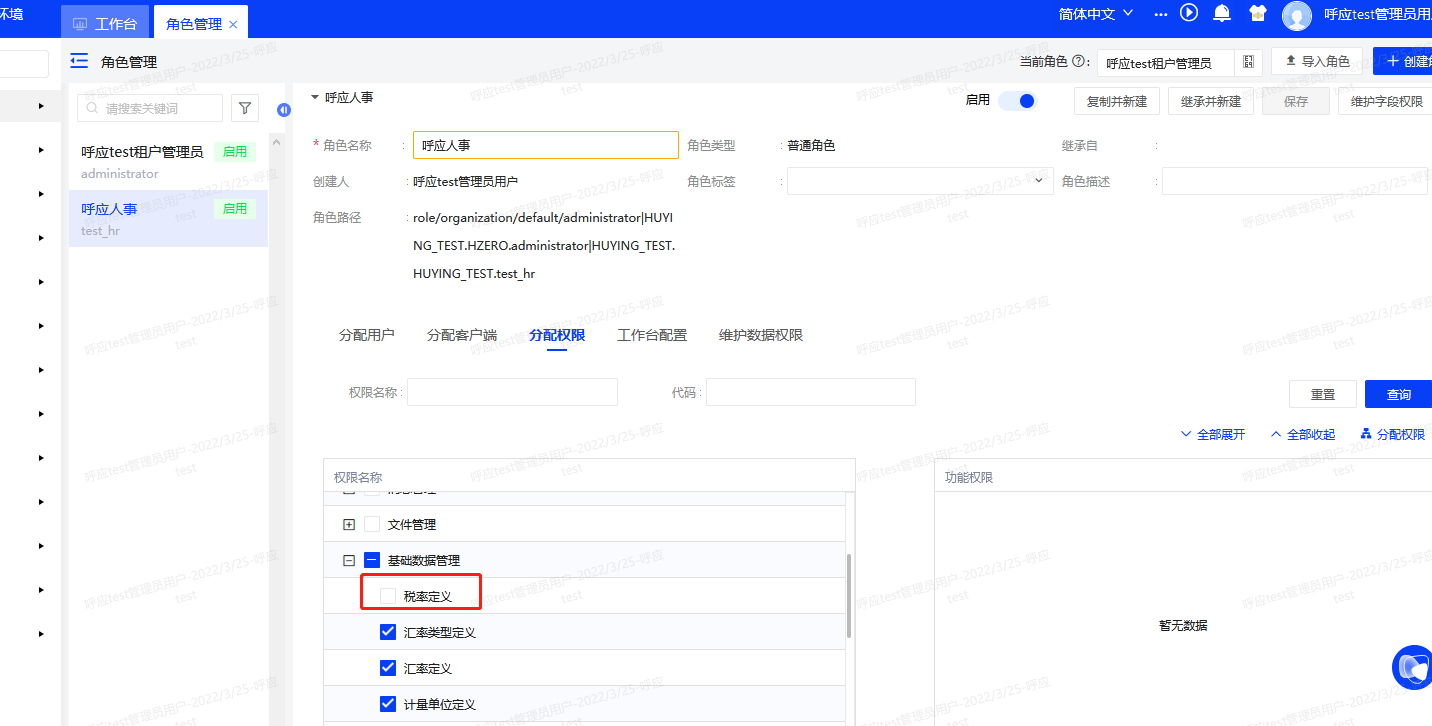 环境
工作台
角色管理
简体中文
呼应test管理员用
角色管理
当前角色
:
呼应test租户管理员
导入角色
请搜索关键词
呼应test租户管理员
启用
administrator
呼应人事
启用
test_hr
呼应人事
启用
复制并新建
继承并新建
保存
维护字段权限
* 角色名称 : 呼应人事
角色类型 : 普通角色
继承自 :
创建人 : 呼应test管理员用户
角色标签 :
角色描述 :
角色路径 : role/organization/default/administrator|HUYI
NG_TEST.HZERO.administrator|HUYING_TEST.
HUYING_TEST.test_hr
分配用户
分配客户端
分配权限
工作台配置
维护数据权限
权限名称 :
代码 :
重置
查询
全部展开
全部收起
分配权限
权限名称
功能权限
文件管理
基础数据管理
税率定义
汇率类型定义
汇率定义
计量单位定义
暂无数据
呼应test管理员用户-2022/3/25-呼应
test